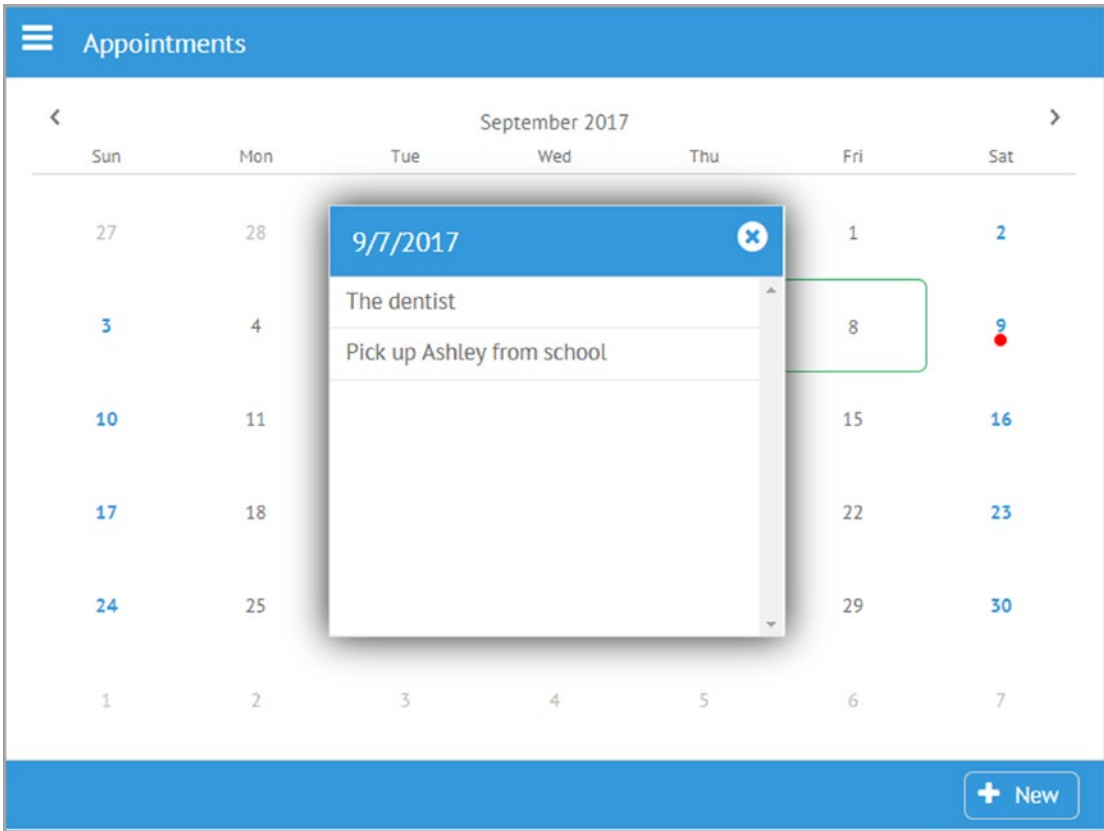 Appointments
September 2017
Sun Mon Tue Wed Thu Fri Sat
27 28 1 2
9/7/2017
The dentist
Pick up Ashley from school
3 4 8 9
10 11 15 16
17 18 22 23
24 25 29 30
1 2 3 4 5 6 7
New